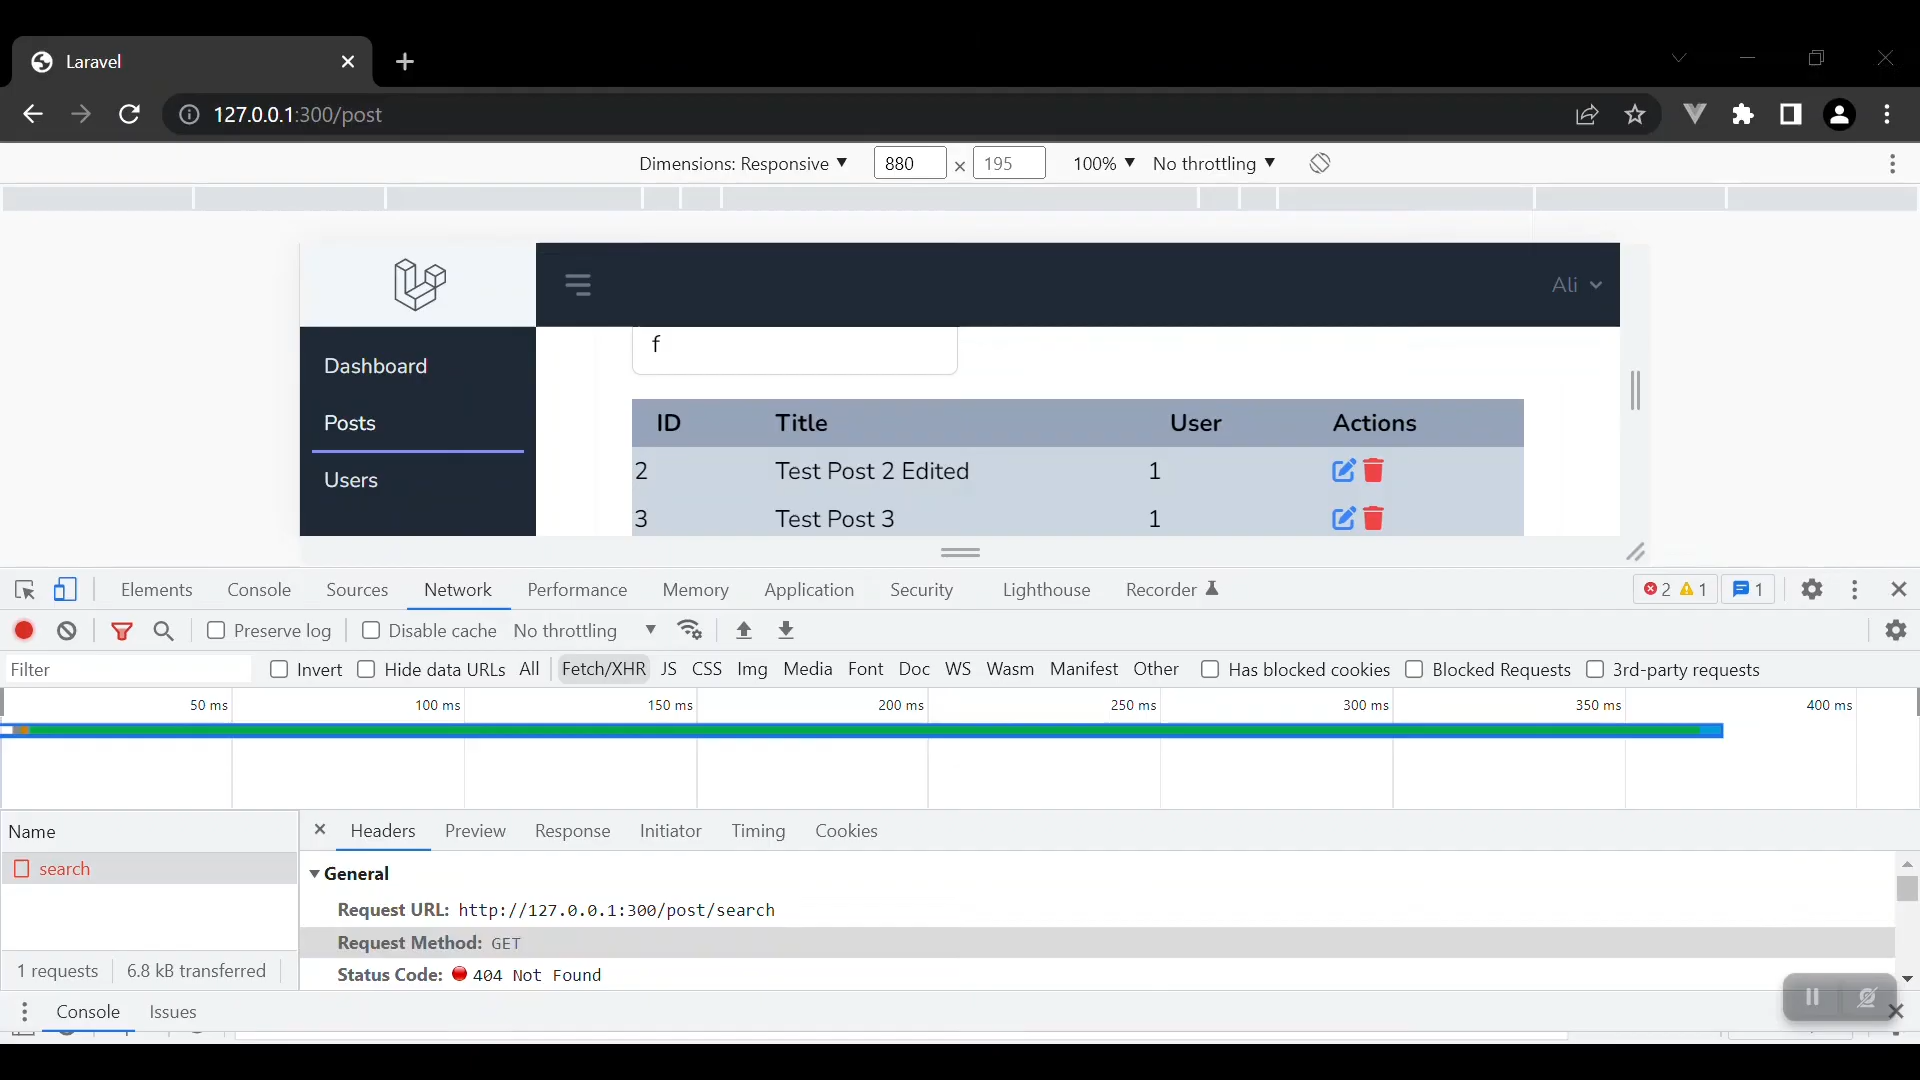 Laravel
127.0.0.1:300/post
Dimensions: Responsive 880 × 195 100% No throttling
Ali
f
Dashboard
Posts
Users
ID Title User Actions
2 Test Post 2 Edited 1
3 Test Post 3 1
Elements Console Sources Network Performance Memory Application Security Lighthouse Recorder 2 1 1
Preserve log Disable cache No throttling
Filter Invert Hide data URLs All Fetch/XHR JS CSS Img Media Font Doc WS Wasm Manifest Other Has blocked cookies Blocked Requests 3rd-party requests
50 ms 100 ms 150 ms 200 ms 250 ms 300 ms 350 ms 400 ms
Name Headers Preview Response Initiator Timing Cookies
search
General
Request URL: http://127.0.0.1:300/post/search
Request Method: GET
Status Code: 404 Not Found
1 requests 6.8 kB transferred
Console Issues